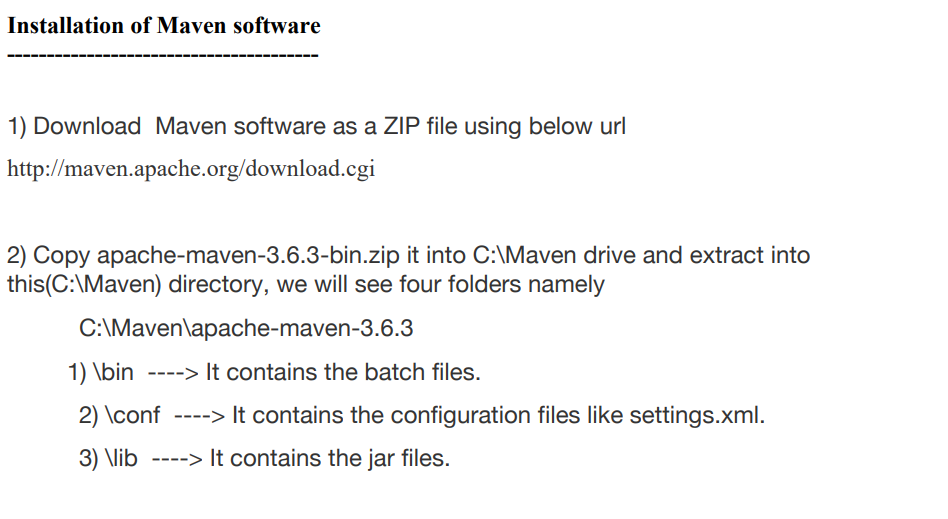 Installation of Maven software
---------------------------------------
1) Download  Maven software as a ZIP file using below url
http://maven.apache.org/download.cgi
2) Copy apache-maven-3.6.3-bin.zip it into C:\Maven drive and extract into
this(C:\Maven) directory, we will see four folders namely
C:\Maven\apache-maven-3.6.3
1) \bin  ----> It contains the batch files.
2) \conf  ----> It contains the configuration files like settings.xml.
3) \lib  ----> It contains the jar files.